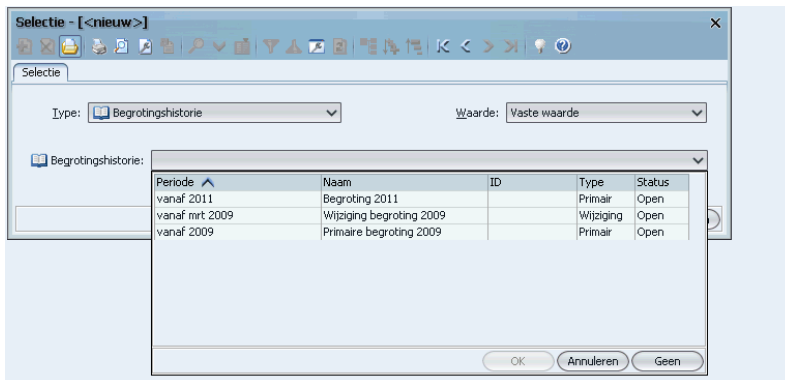 Selectie - [<nieuw>]
Selectie
Type: Begrotingshistorie Waarde: Vaste waarde
Begrotingshistorie:
Periode Naam ID Type Status
vanaf 2011 Begroting 2011 Primair Open
vanaf mrt 2009 Wijziging begroting 2009 Wijziging Open
vanaf 2009 Primaire begroting 2009 Primair Open
OK Annuleren Geen